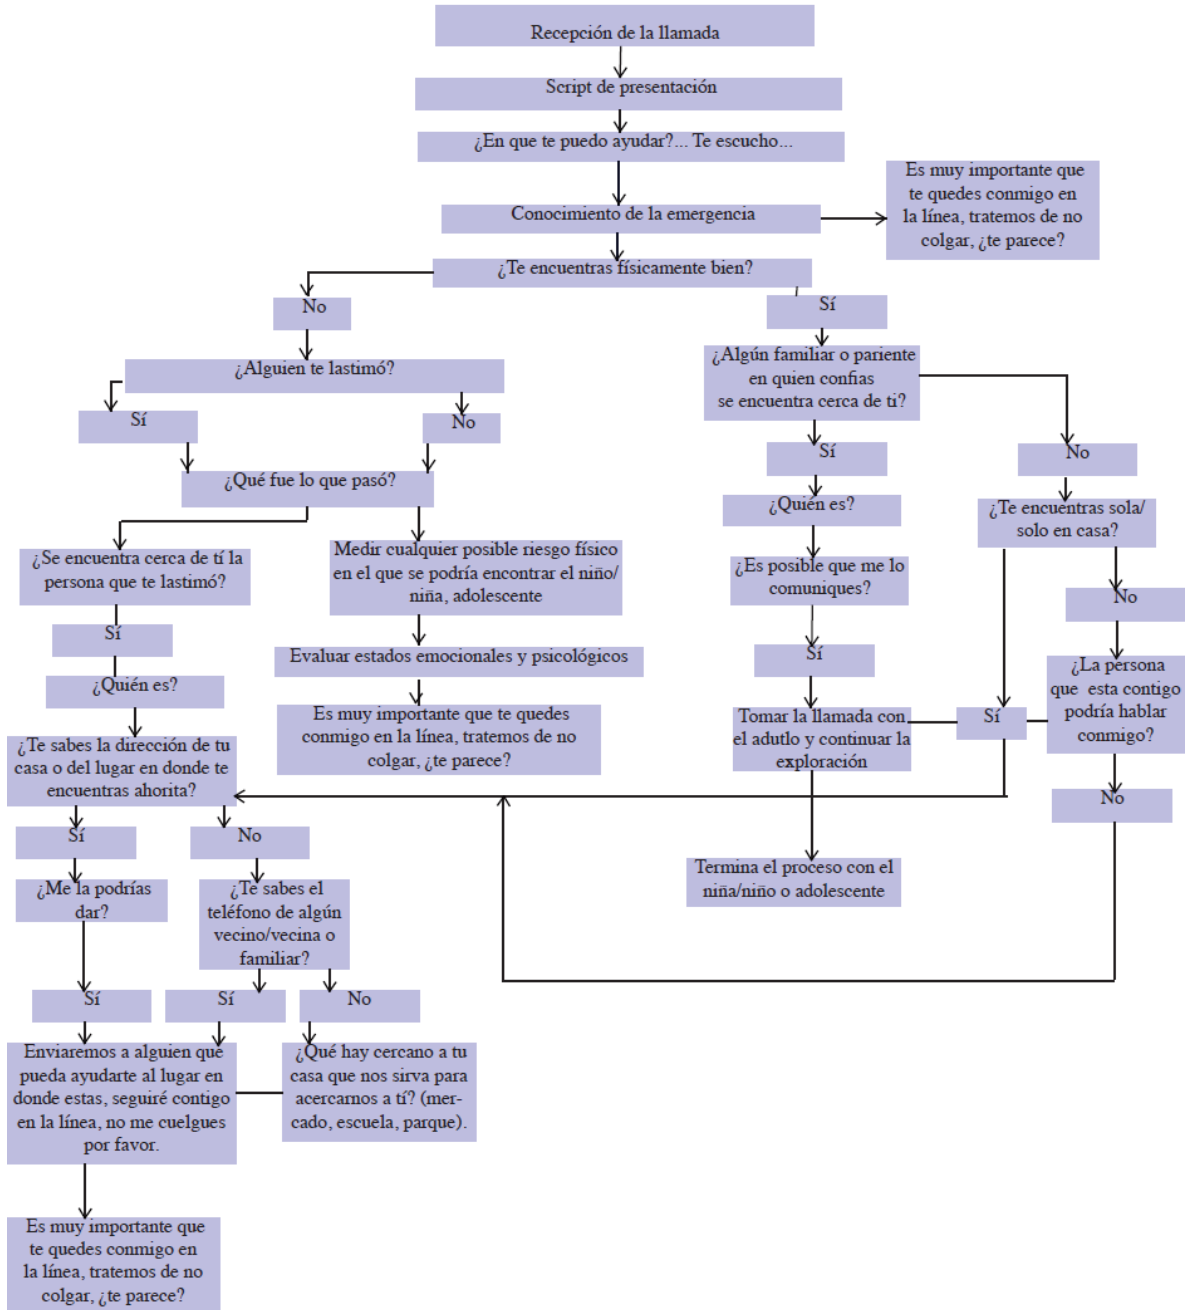 Recepción de la llamada
Script de presentación
¿En que te puedo ayudar?... Te escucho...
Conocimiento de la emergencia
Es muy importante que
te quedes conmigo en
la línea, tratemos de no
colgar, ¿te parece?
¿Te encuentras físicamente bien?
No
Sí
¿Alguien te lastimó?
¿Algún familiar o pariente
en quien confias
se encuentra cerca de ti?
Sí
No
Sí
No
¿Qué fue lo que pasó?
¿Quién es?
¿Te encuentras sola/
solo en casa?
¿Se encuentra cerca de tí la
persona que te lastimó?
Medir cualquier posible riesgo físico
en el que se podría encontrar el niño/
niña, adolescente
¿Es posible que me lo
comuniques?
No
Sí
Evaluar estados emocionales y psicológicos
Sí
¿La persona
que esta contigo
podría hablar
conmigo?
¿Quién es?
Es muy importante que te quedes
conmigo en la línea, tratemos de no
colgar, ¿te parece?
Tomar la llamada con
el adutlo y continuar la
exploración
Sí
¿Te sabes la dirección de tu
casa o del lugar en donde te
encuentras ahorita?
No
Sí
No
Termina el proceso con el
niña/niño o adolescente
¿Me la podrías
dar?
¿Te sabes el
teléfono de algún
vecino/vecina o
familiar?
Sí
Sí
No
Enviaremos a alguien que
pueda ayudarte al lugar en
donde estas, seguiré contigo
en la línea, no me cuelgues
por favor.
¿Qué hay cercano a tu
casa que nos sirva para
acercarnos a tí? (mer-
cado, escuela, parque).
Es muy importante que
te quedes conmigo en
la línea, tratemos de no
colgar, ¿te parece?